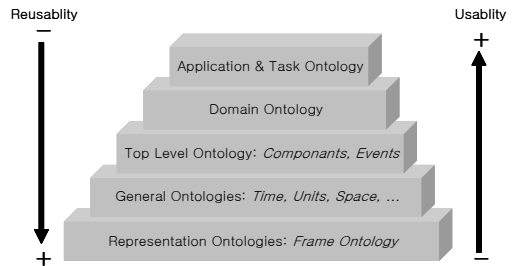 Reusablity
Usablity
−
+
Application & Task Ontology
Domain Ontology
Top Level Ontology: Componants, Events
General Ontologies: Time, Units, Space, ...
Representation Ontologies: Frame Ontology
+
−